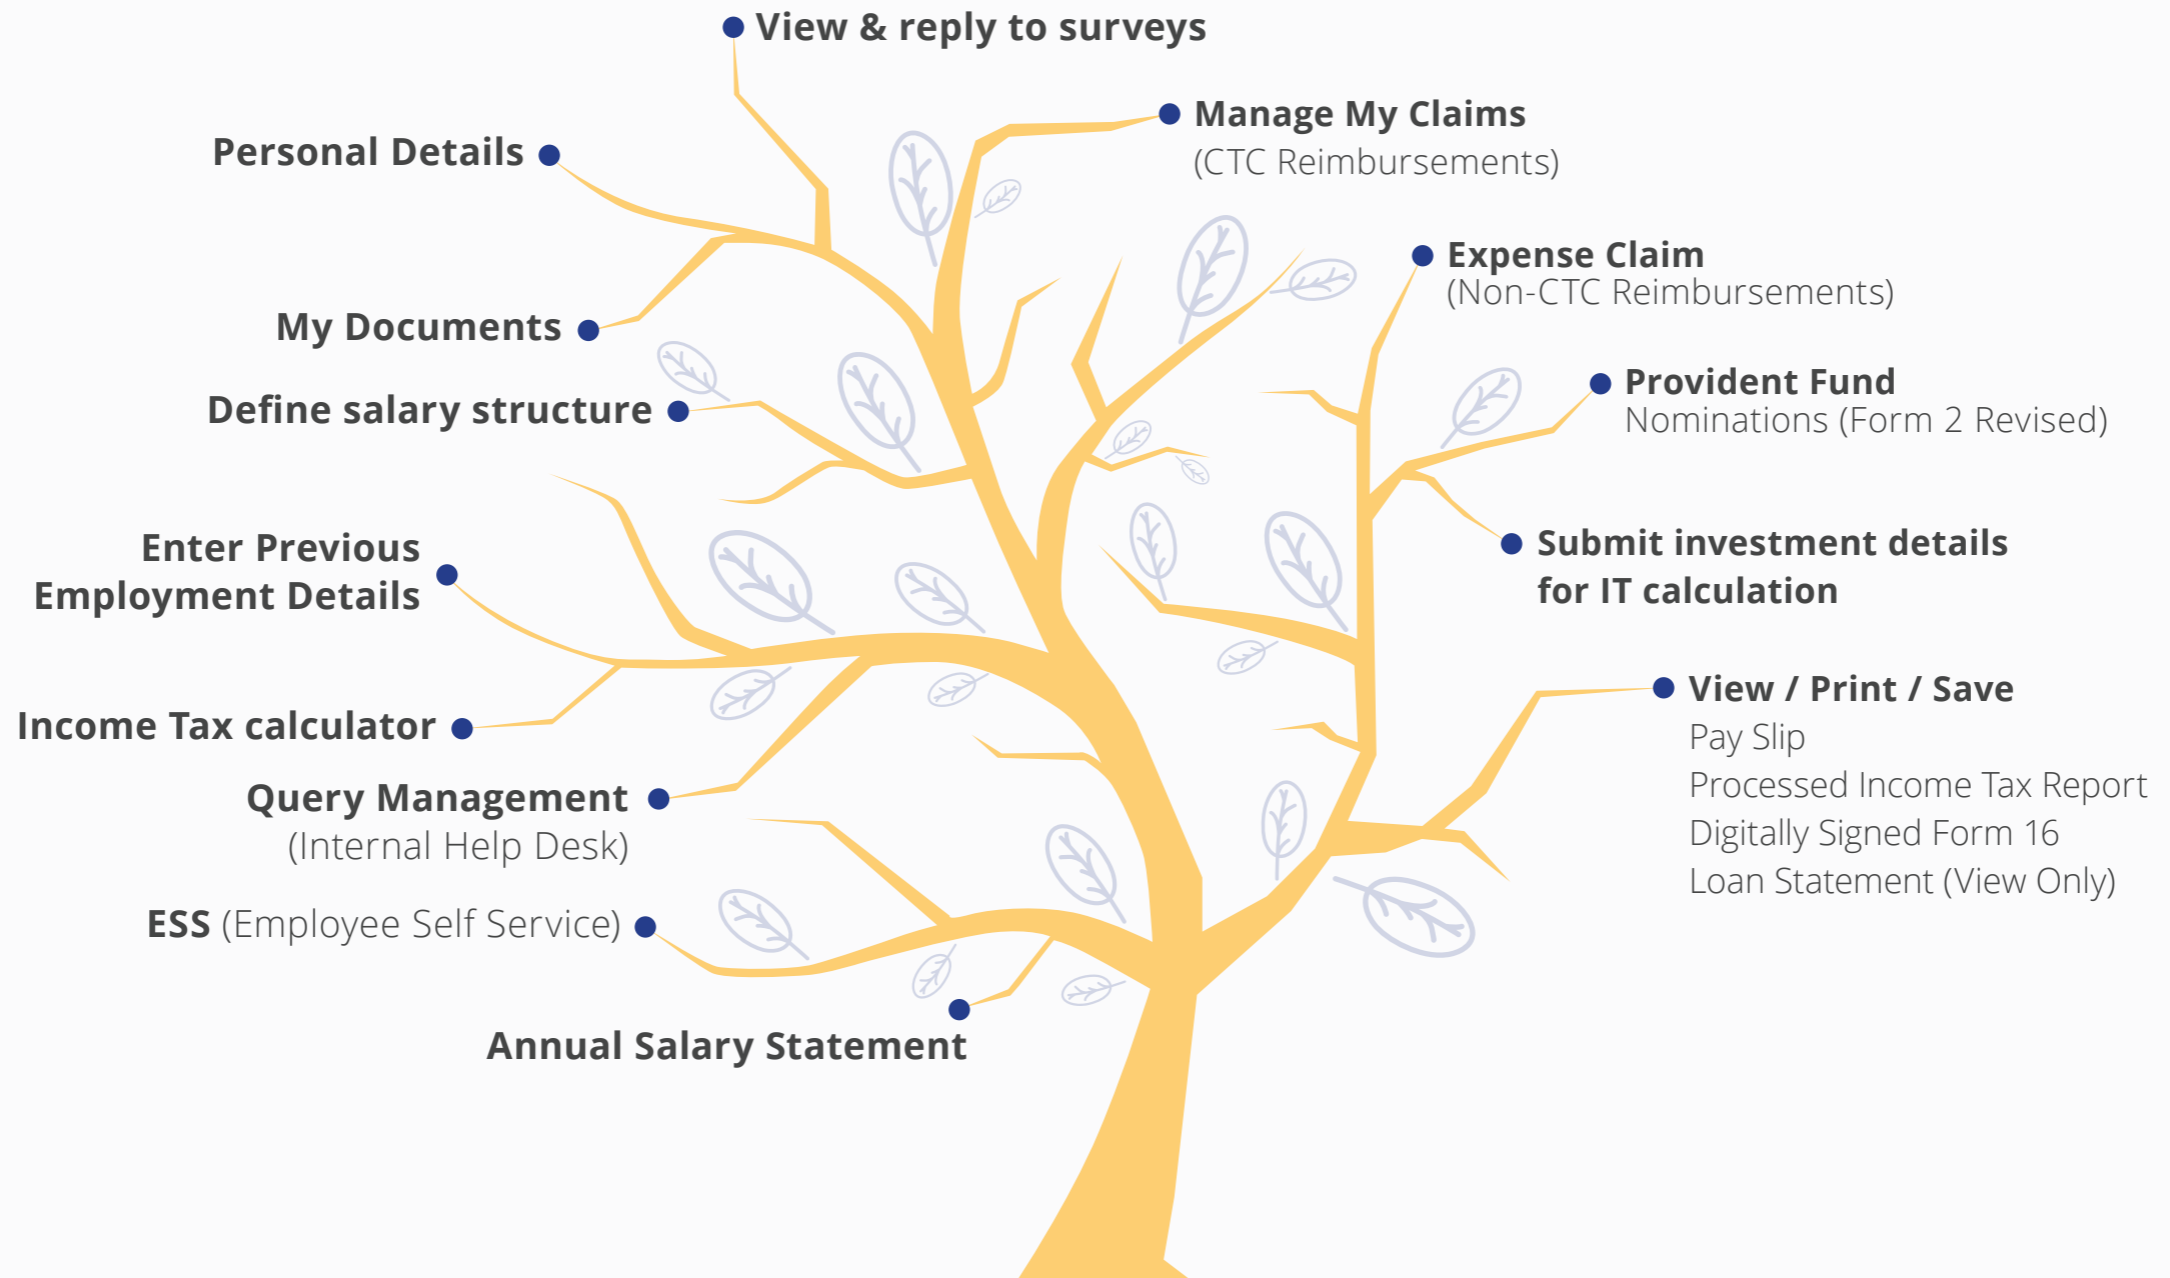 View & reply to surveys
Manage My Claims
(CTC Reimbursements)
Personal Details
Expense Claim
(Non-CTC Reimbursements)
My Documents
Provident Fund
Nominations (Form 2 Revised)
Define salary structure
Enter Previous
Employment Details
Submit investment details
for IT calculation
Income Tax calculator
View / Print / Save
Pay Slip
Processed Income Tax Report
Digitally Signed Form 16
Loan Statement (View Only)
Query Management
(Internal Help Desk)
ESS (Employee Self Service)
Annual Salary Statement